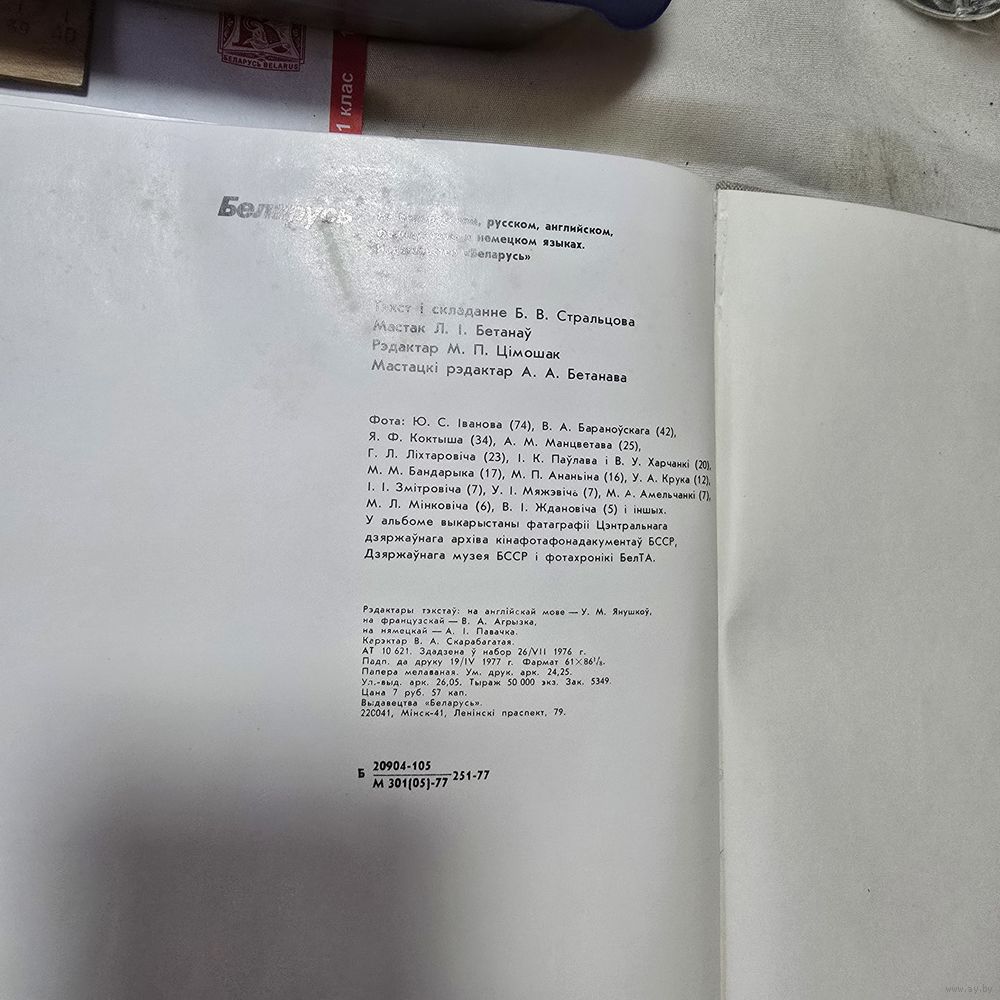 БЕЛАРУСЬ BELARUS
1 клас
Беларусь
русском, английском,
немецком языках.
«Беларусь»
Тэкст і складанне Б. В. Стральцова
Мастак Л. І. Бетанаў
Рэдактар М. П. Цімошак
Мастацкі рэдактар А. А. Бетанава
Фота: Ю. С. Іванова (74), В. А. Бараноўскага (42),
Я. Ф. Коктыша (34), А. М. Манцветава (25),
Г. Л. Ліхтаровіча (23), І. К. Паўлава і В. У. Харчанкі (20),
М. М. Бандарыка (17), М. П. Ананьіна (16), У. А. Крука (12),
І. І. Змітровіча (7), У. І. Мяжэвіча (7), М. А. Амельчанкі (7),
М. Л. Мінковіча (6), В. І. Ждановіча (5) і іншых.
У альбоме выкарыстаны фатаграфіі Цэнтральнага
дзяржаўнага архіва кінафотафонадакументаў БССР,
Дзяржаўнага музея БССР і фотахронікі БелТА.
Рэдактары тэкстаў: на англійскай мове — У. М. Янушкоў,
на французскай — В. А. Агрызка,
на нямецкай — А. І. Павачка.
Карэктар В. А. Скарабагатая.
АТ 10 621. Здадзена ў набор 26/VII 1976 г.
Падп. да друку 19/IV 1977 г. Фармат 61×86¹/₈.
Папера мелаваная. Ум. друк. арк. 24,25.
Ул.-выд. арк. 26,05. Тыраж 50 000 экз. Зак. 5349.
Цана 7 руб. 57 кап.
Выдавецтва «Беларусь».
220041, Мінск-41, Ленінскі праспект, 79.
Б 20904-105
М 301(05)-77 251-77
www.ay.by